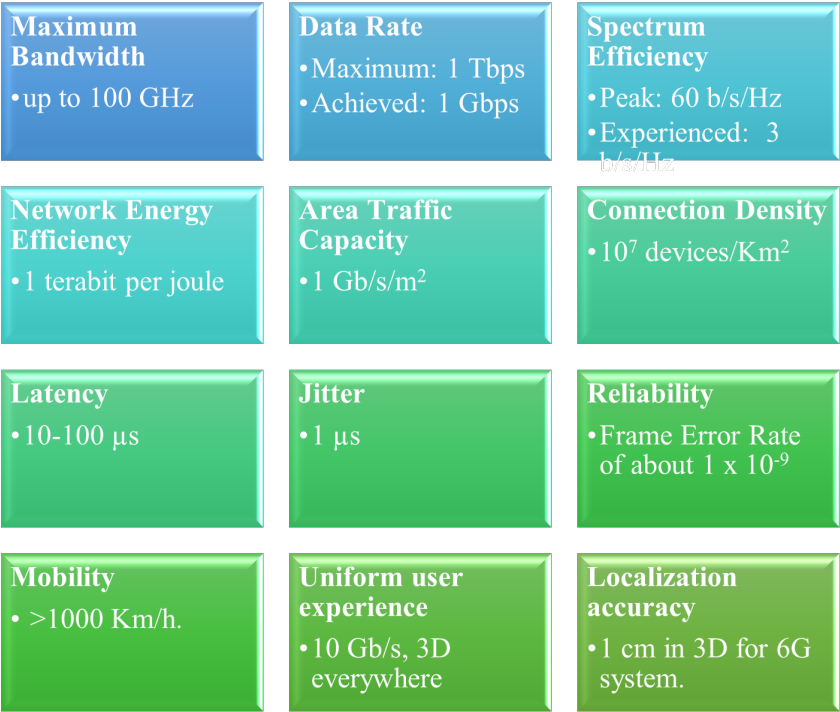 Maximum
Bandwidth
•up to 100 GHz
Data Rate
•Maximum: 1 Tbps
•Achieved: 1 Gbps
Spectrum
Efficiency
•Peak: 60 b/s/Hz
•Experienced: 3
b/s/Hz
Network Energy
Efficiency
•1 terabit per joule
Area Traffic
Capacity
•1 Gb/s/m²
Connection Density
•10⁷ devices/Km²
Latency
•10-100 µs
Jitter
•1 µs
Reliability
•Frame Error Rate
of about 1 x 10⁻⁹
Mobility
• >1000 Km/h.
Uniform user
experience
•10 Gb/s, 3D
everywhere
Localization
accuracy
•1 cm in 3D for 6G
system.